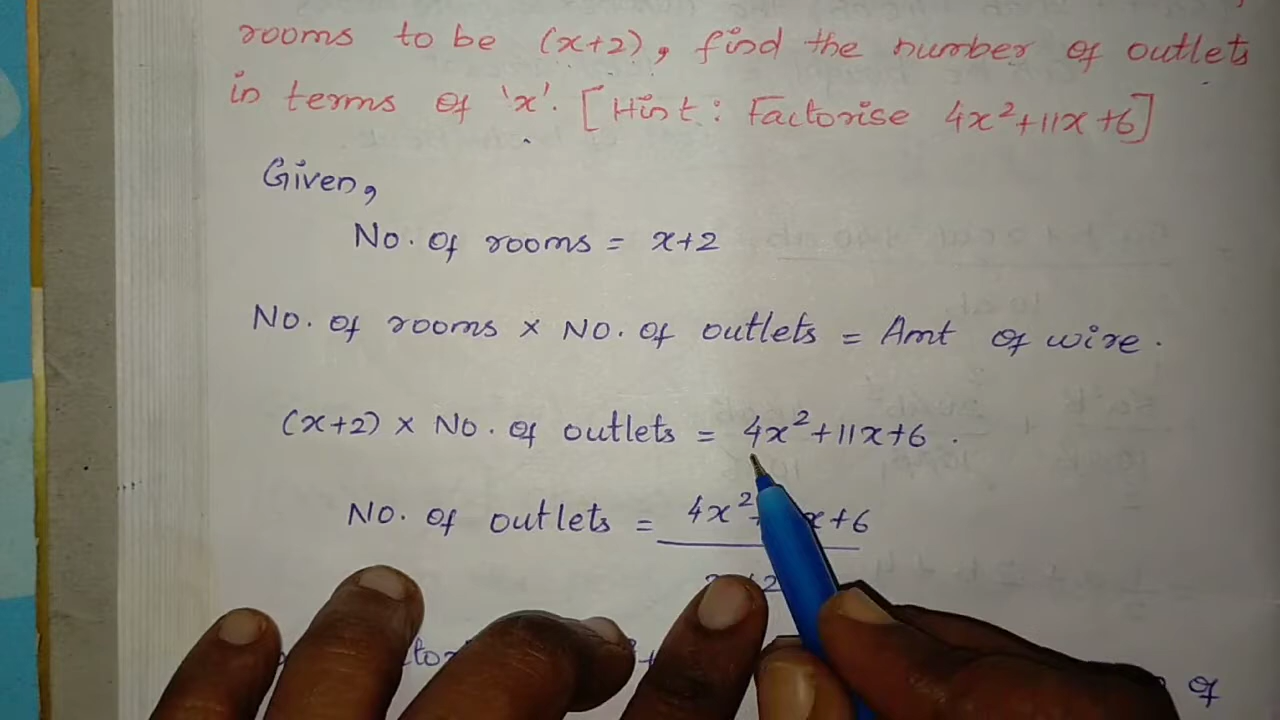 rooms to be (x+2), find the number of outlets
in terms of 'x'. [Hint: Factorise 4x²+11x+6]
Given,
No. of rooms = x+2
No. of rooms × No. of outlets = Amt of wire.
(x+2) × No. of outlets = 4x²+11x+6.
No. of outlets = 4x² x+6
of